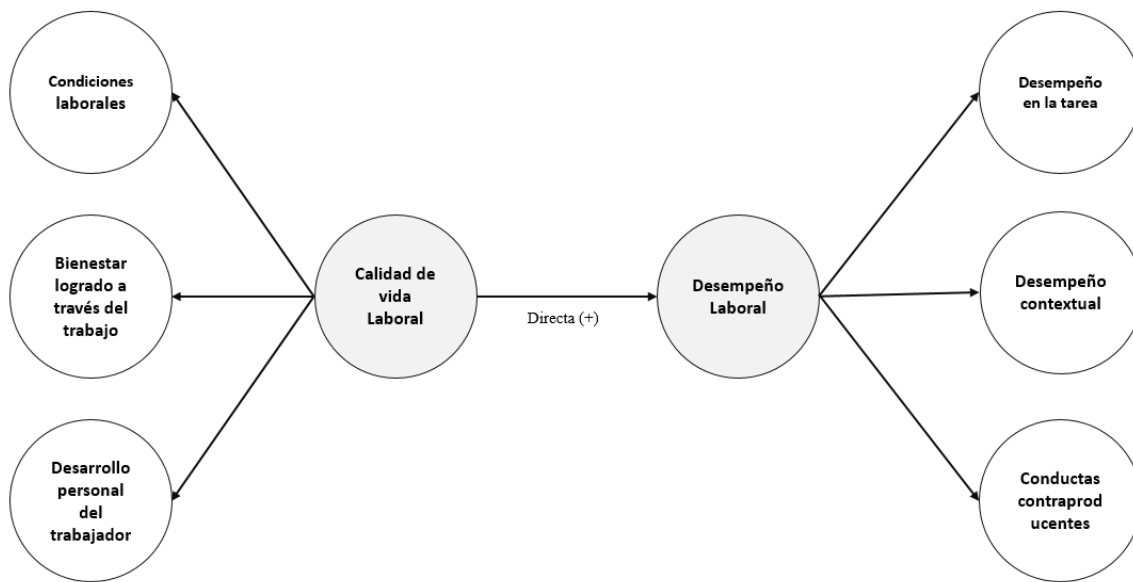 Condiciones
laborales
Bienestar
logrado a
través del
trabajo
Desarrollo
personal
del
trabajador
Calidad de
vida
Laboral
Directa (+)
Desempeño
Laboral
Desempeño
en la tarea
Desempeño
contextual
Conductas
contraprod
ucentes